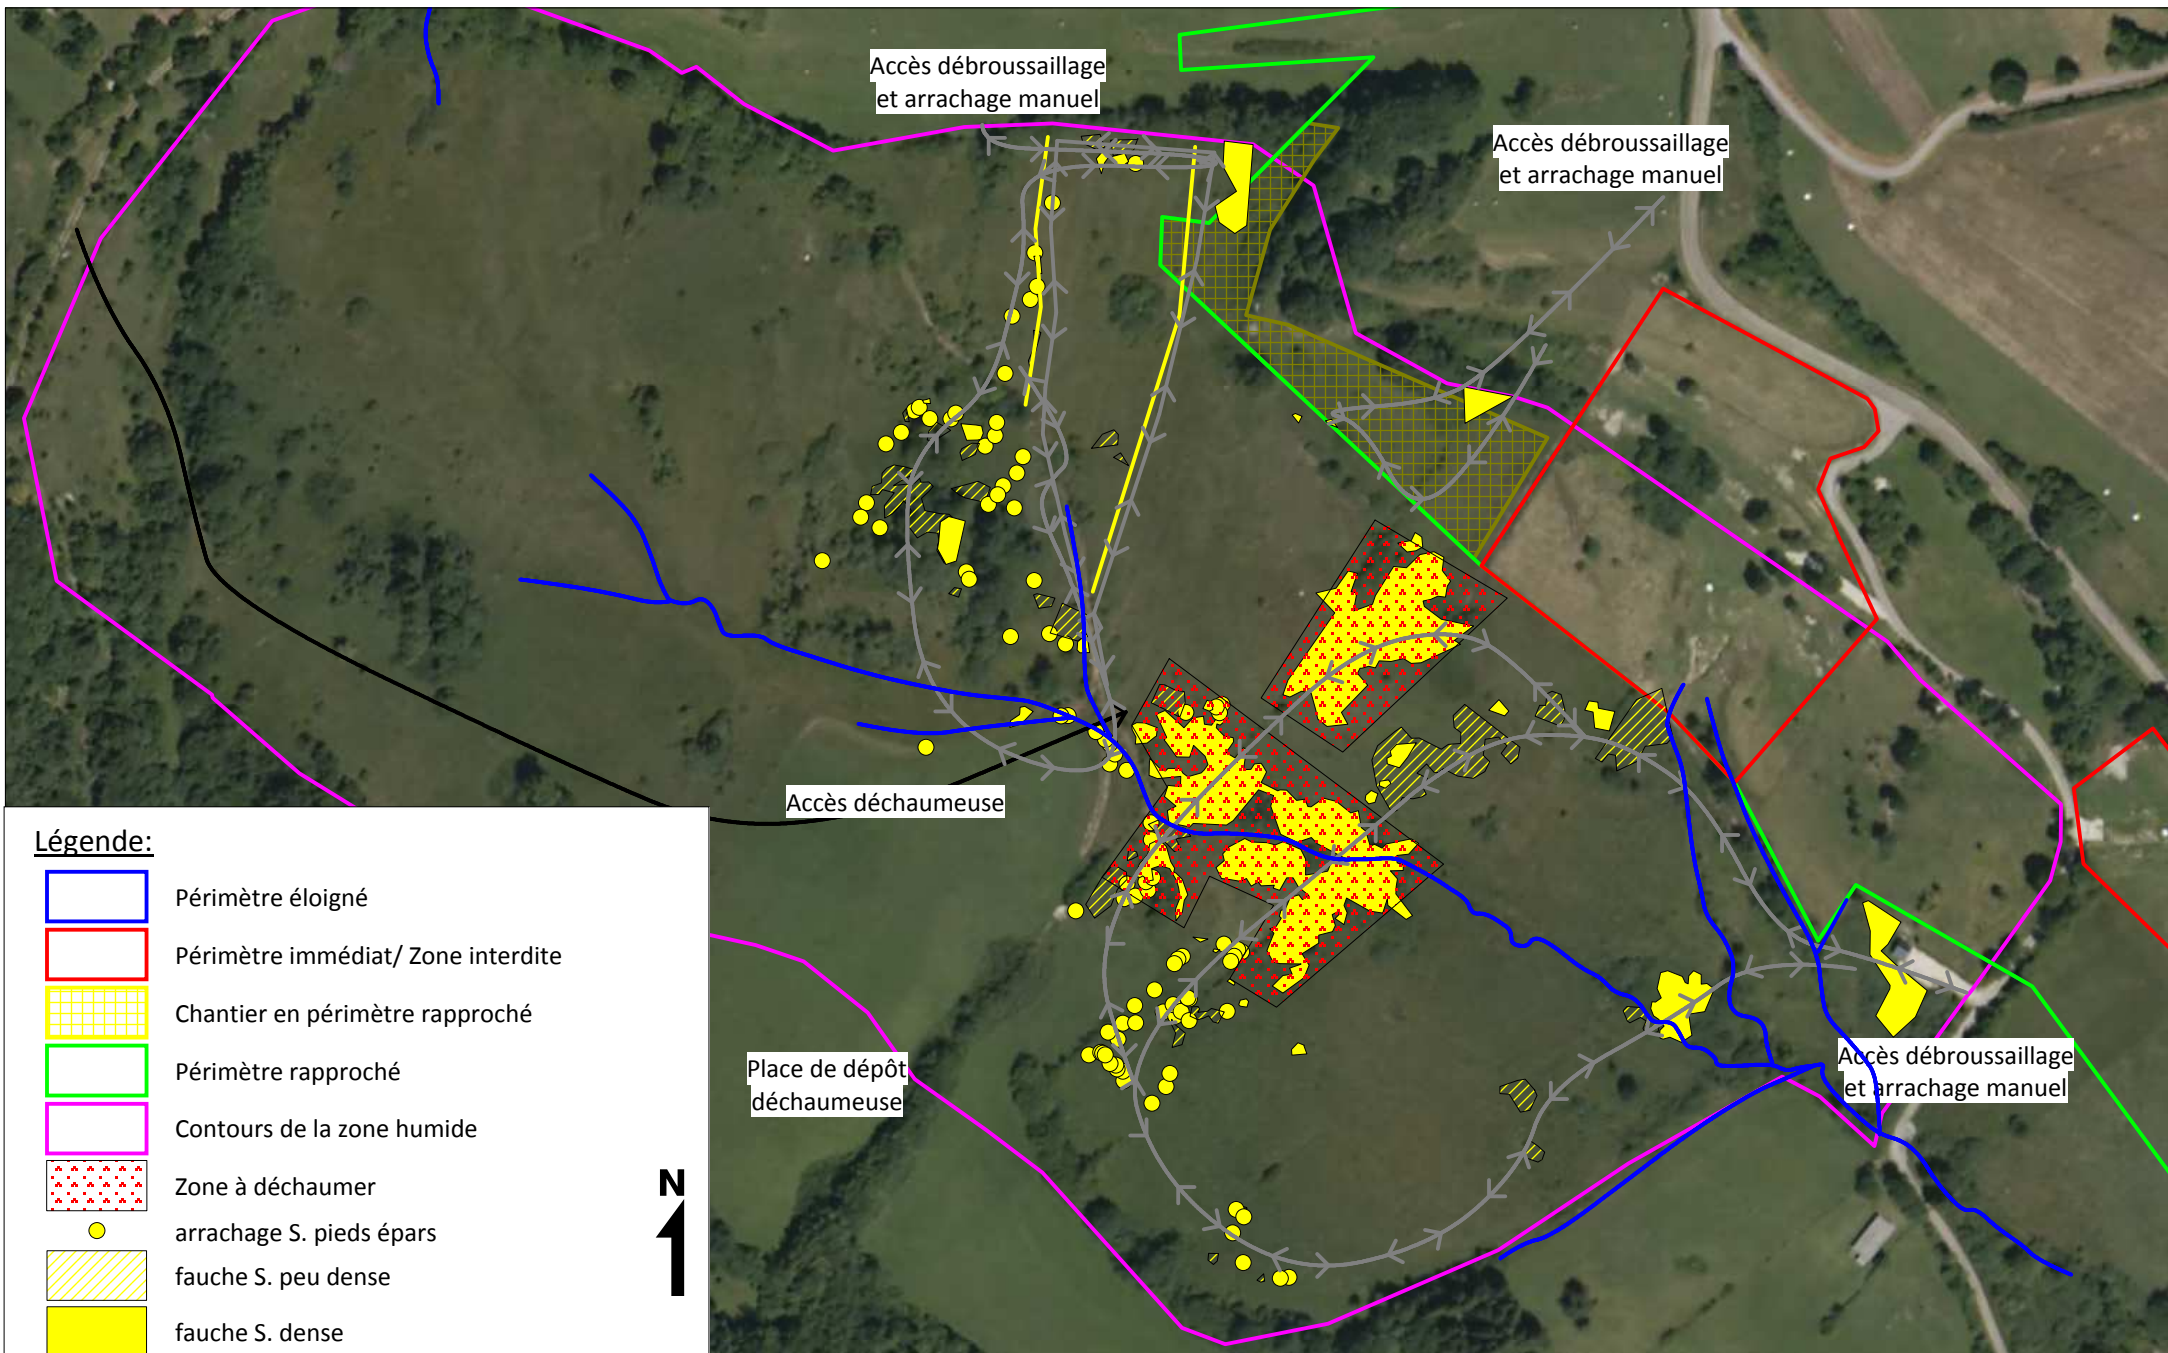 Accès débroussaillage
et arrachage manuel
Accès débroussaillage
et arrachage manuel
Accès déchaumeuse
Place de dépôt
déchaumeuse
Accès débroussaillage
et arrachage manuel
Légende:
Périmètre éloigné
Périmètre immédiat/ Zone interdite
Chantier en périmètre rapproché
Périmètre rapproché
Contours de la zone humide
Zone à déchaumer
arrachage S. pieds épars
fauche S. peu dense
fauche S. dense
N